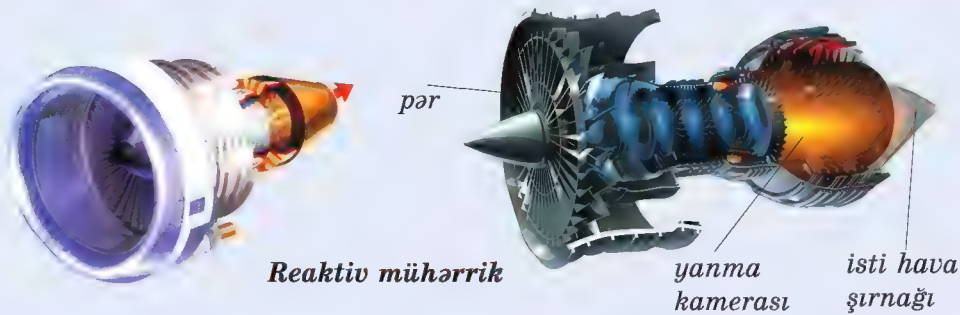 pər
Reaktiv mühərrik
yanma
kamerası
isti hava
şırnağı